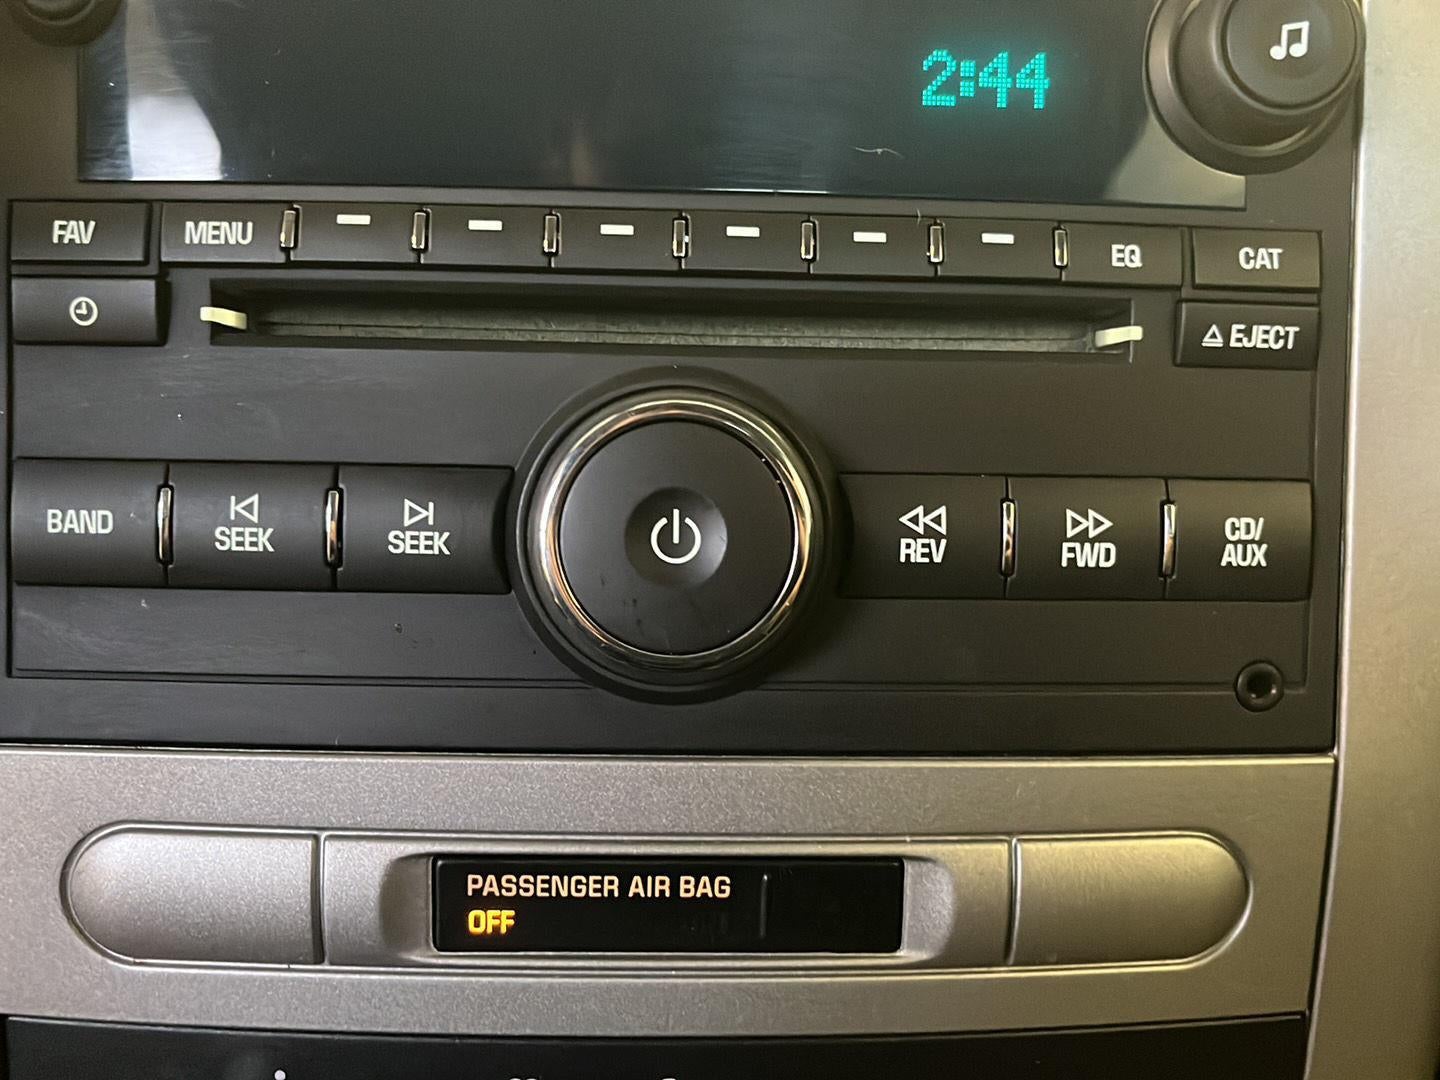 2:44
FAV
MENU
EQ
CAT
EJECT
BAND
SEEK
SEEK
REV
FWD
CD/
AUX
PASSENGER AIR BAG
OFF